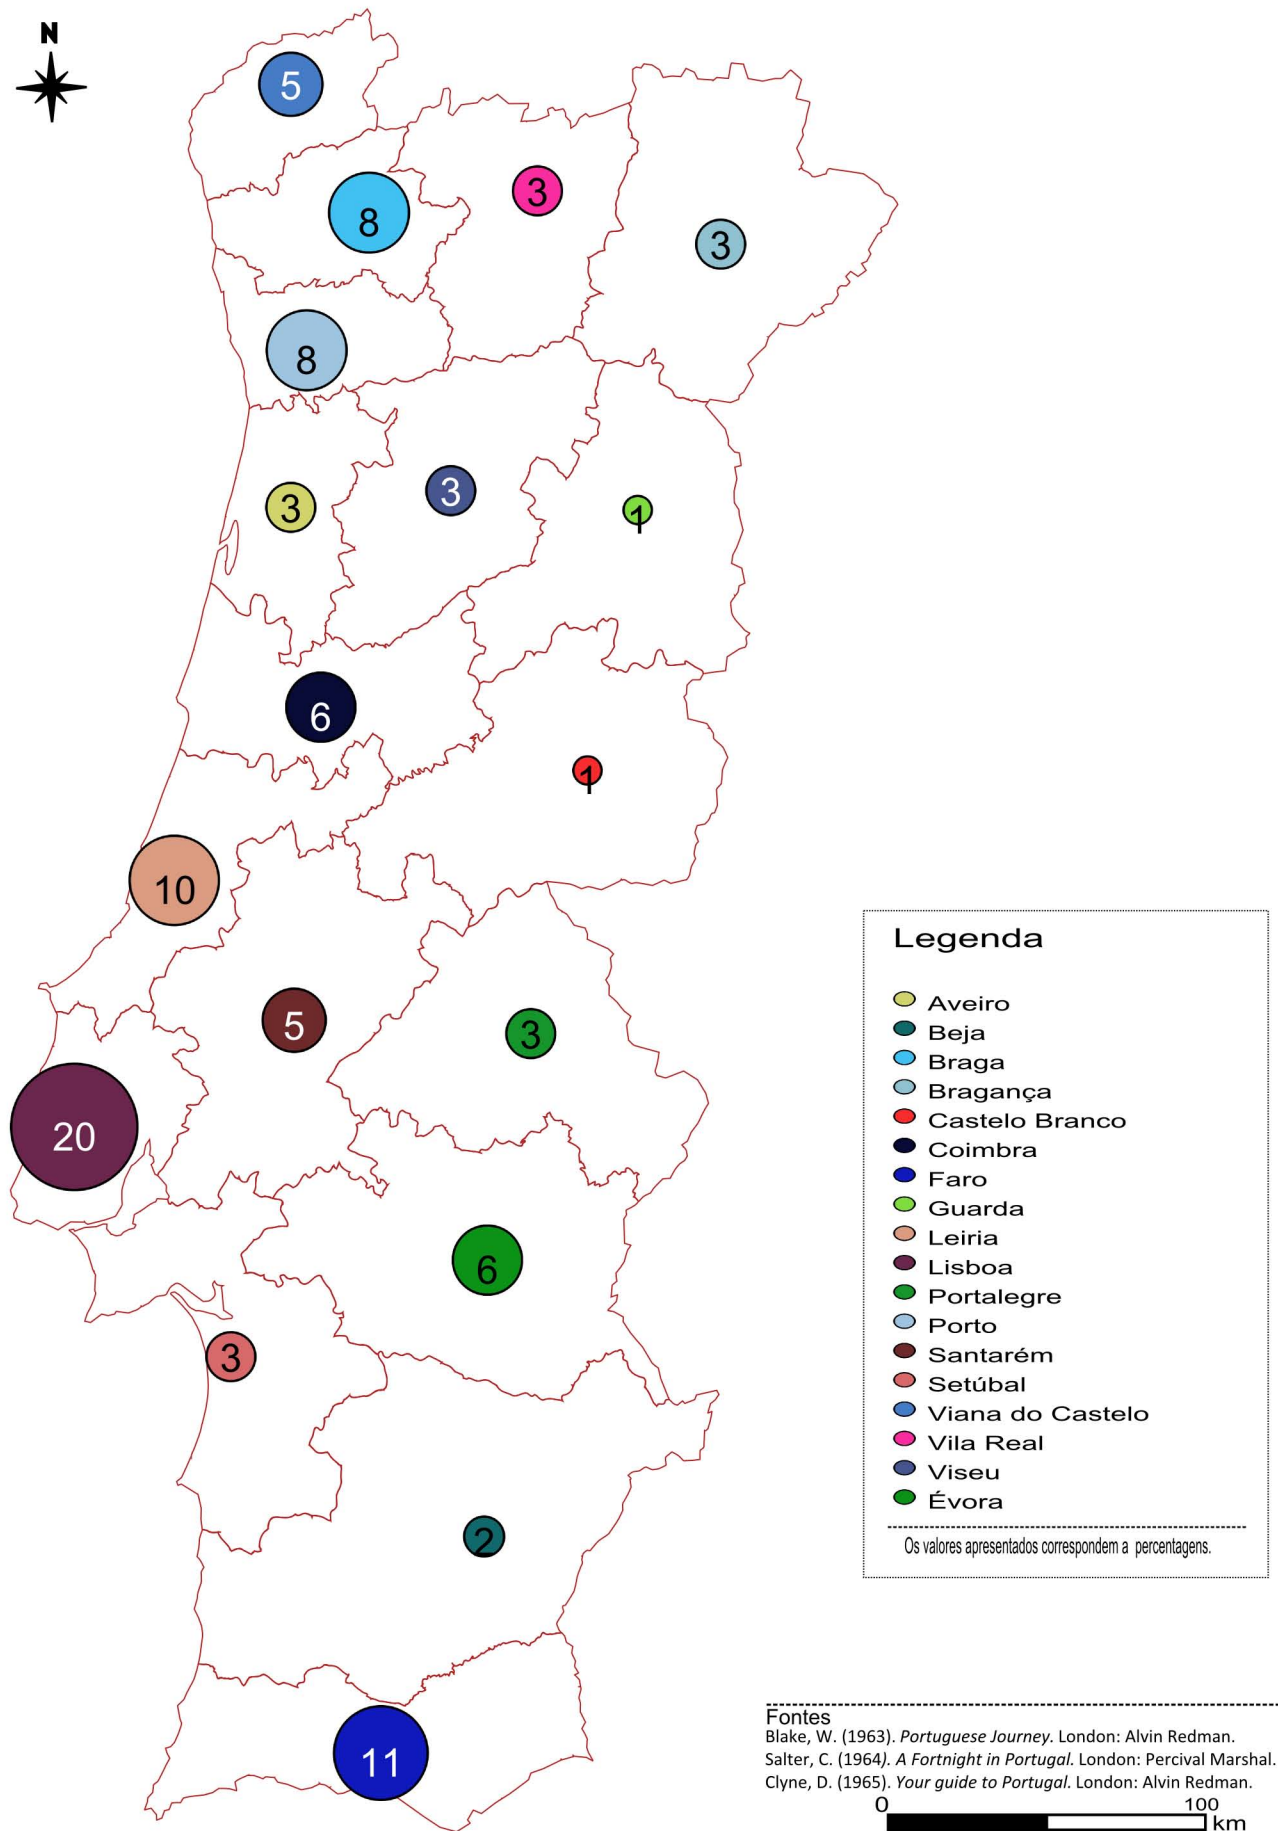 N
5
8
3
3
8
3
3
1
6
1
10
5
3
20
6
3
2
11
Legenda
Aveiro
Beja
Braga
Bragança
Castelo Branco
Coimbra
Faro
Guarda
Leiria
Lisboa
Portalegre
Porto
Santarém
Setúbal
Viana do Castelo
Vila Real
Viseu
Évora
Os valores apresentados correspondem a percentagens.
Fontes
Blake, W. (1963). Portuguese Journey. London: Alvin Redman.
Salter, C. (1964). A Fortnight in Portugal. London: Percival Marshal.
Clyne, D. (1965). Your guide to Portugal. London: Alvin Redman.
0 100
km